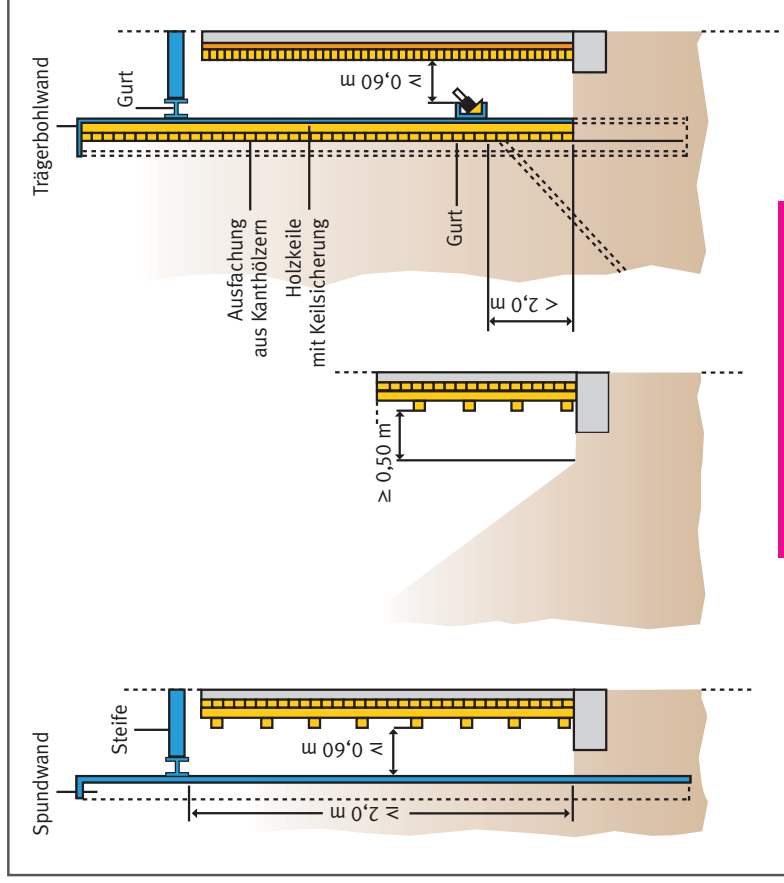 Spundwand
Steife
≥ 0,60 m
≥ 2,0 m
≥ 0,50 m
Trägerbohlwand
Gurt
≥ 0,60 m
Ausfachung
aus Kanthölzern
Holzkeile
mit Keilsicherung
Gurt
< 2,0 m